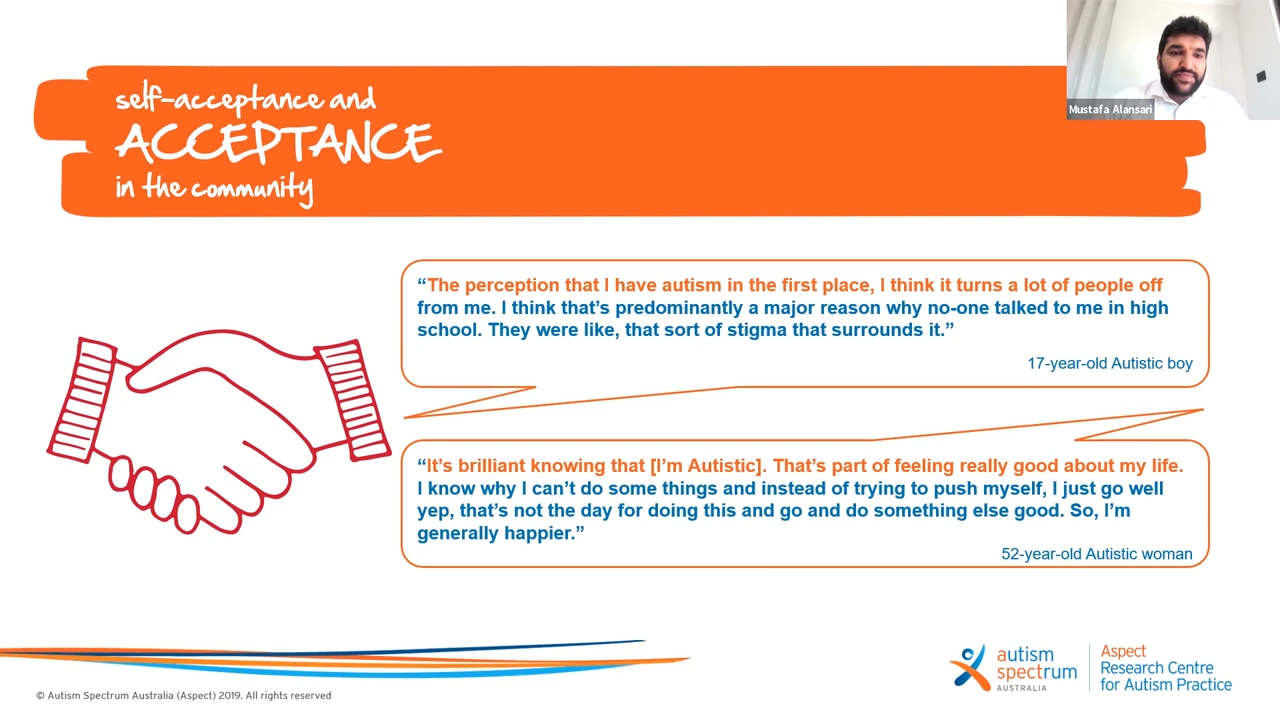 self-acceptance and
ACCEPTANCE
in the community
Mustafa Alansari
“The perception that I have autism in the first place, I think it turns a lot of people off
from me. I think that’s predominantly a major reason why no-one talked to me in high
school. They were like, that sort of stigma that surrounds it.”
17-year-old Autistic boy
“It’s brilliant knowing that [I’m Autistic]. That’s part of feeling really good about my life.
I know why I can’t do some things and instead of trying to push myself, I just go well
yep, that’s not the day for doing this and go and do something else good. So, I’m
generally happier.”
52-year-old Autistic woman
autism
spectrum
AUSTRALIA
Aspect
Research Centre
for Autism Practice
© Autism Spectrum Australia (Aspect) 2019. All rights reserved